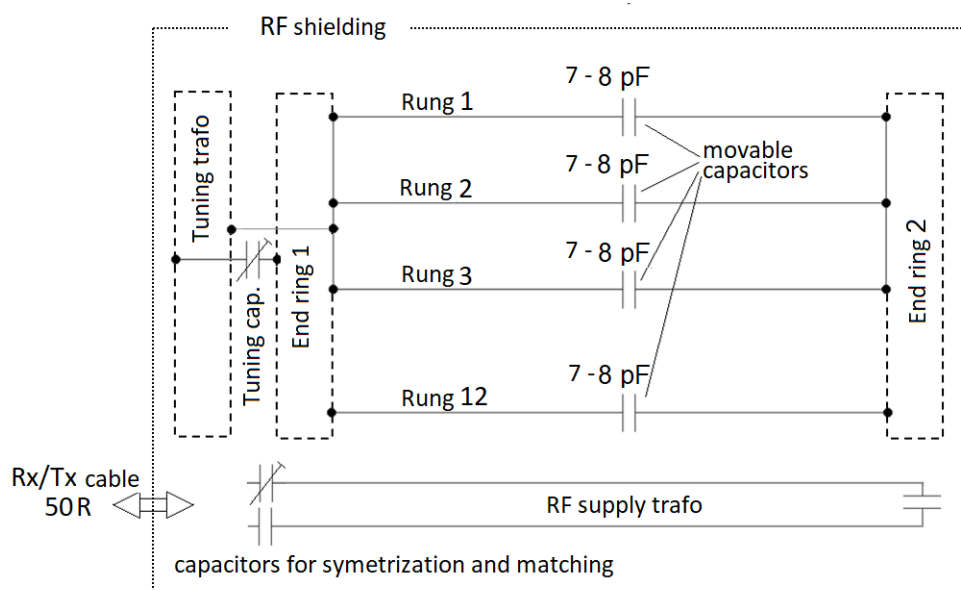 RF shielding
7 - 8 pF
Rung 1
movable
capacitors
7 - 8 pF
Rung 2
Tuning trafo
7 - 8 pF
Rung 3
End ring 1
End ring 2
Tuning cap.
7 - 8 pF
Rung 12
Rx/Tx cable
50 R
RF supply trafo
capacitors for symetrization and matching